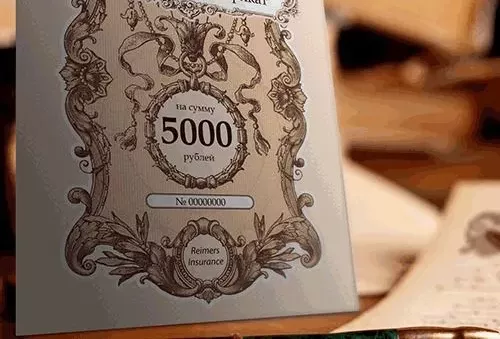 на сумму
5000
рублей
№ 00000000
Reimers
Insurance